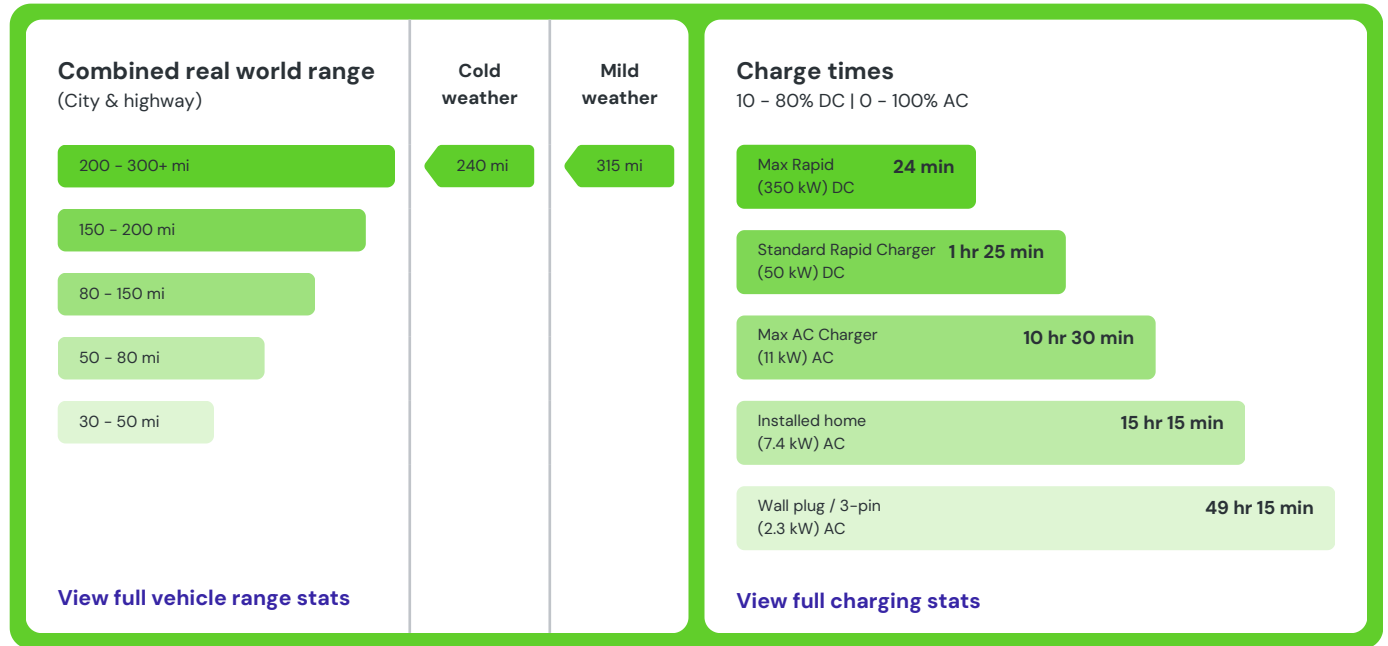 Combined real world range
(City & highway)
Cold
weather
Mild
weather
200 - 300+ mi
240 mi
315 mi
150 - 200 mi
80 - 150 mi
50 - 80 mi
30 - 50 mi
View full vehicle range stats
Charge times
10 - 80% DC | 0 - 100% AC
Max Rapid
(350 kW) DC
24 min
Standard Rapid Charger
(50 kW) DC
1 hr 25 min
Max AC Charger
(11 kW) AC
10 hr 30 min
Installed home
(7.4 kW) AC
15 hr 15 min
Wall plug / 3-pin
(2.3 kW) AC
49 hr 15 min
View full charging stats